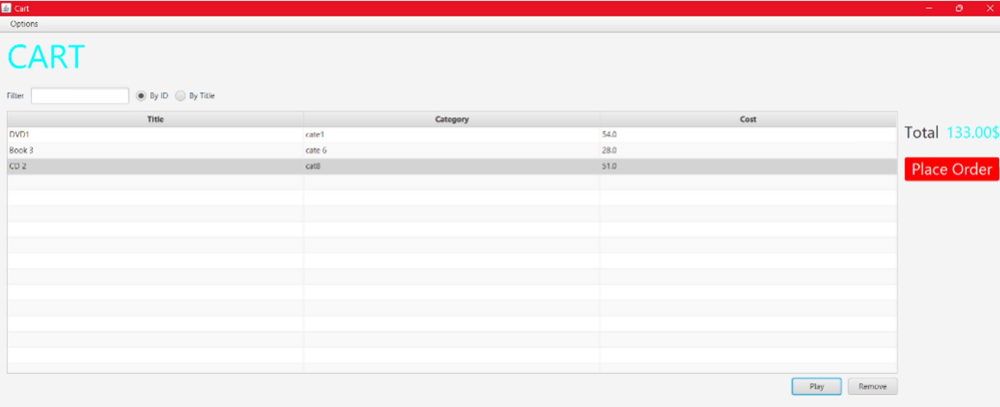 Cart
Options
CART
Filter By ID By Title
Title Category Cost
DVD1 cate1 54.0
Book 3 cate 6 28.0
CD 2 cat8 51.0
Total 133.00$
Place Order
Play Remove